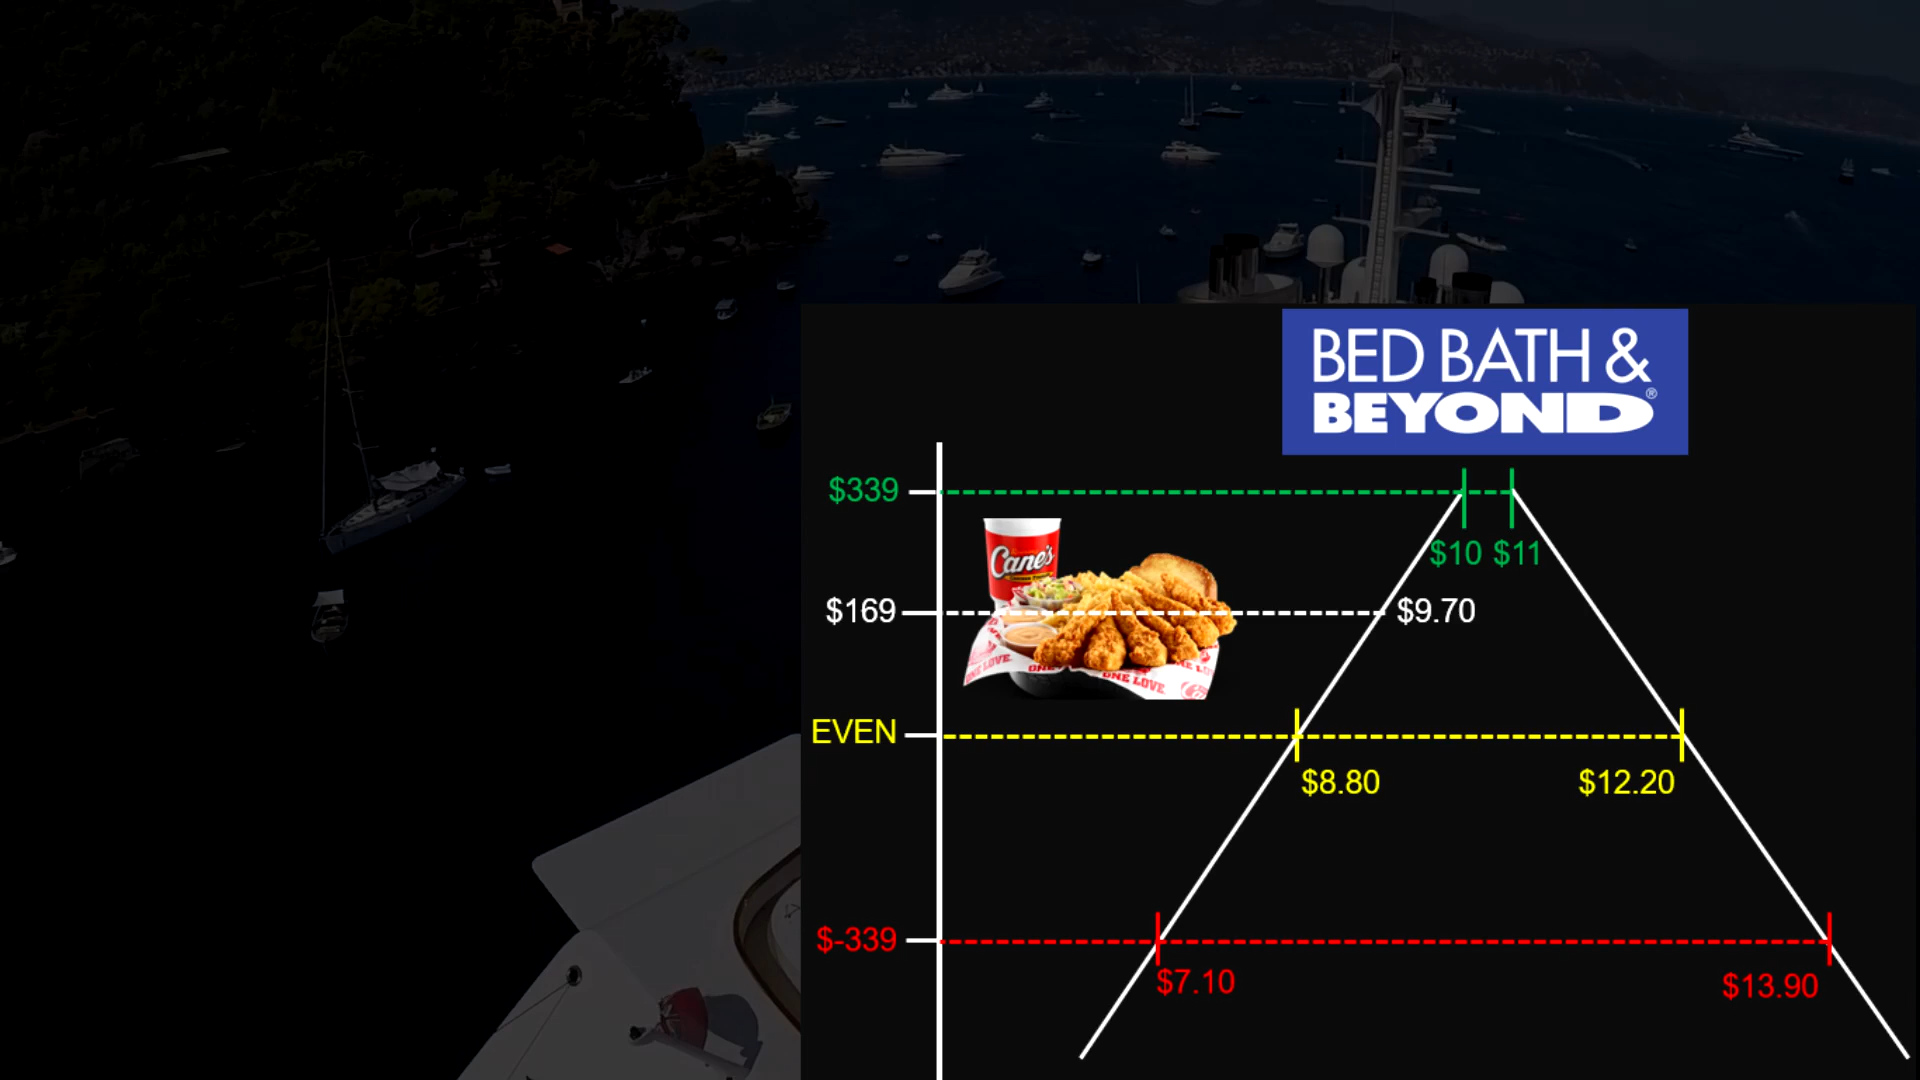 BED BATH &
BEYOND®
$339
$10 $11
Cane's
$169
$9.70
ONE LOVE
EVEN
$8.80
$12.20
$-339
$7.10
$13.90